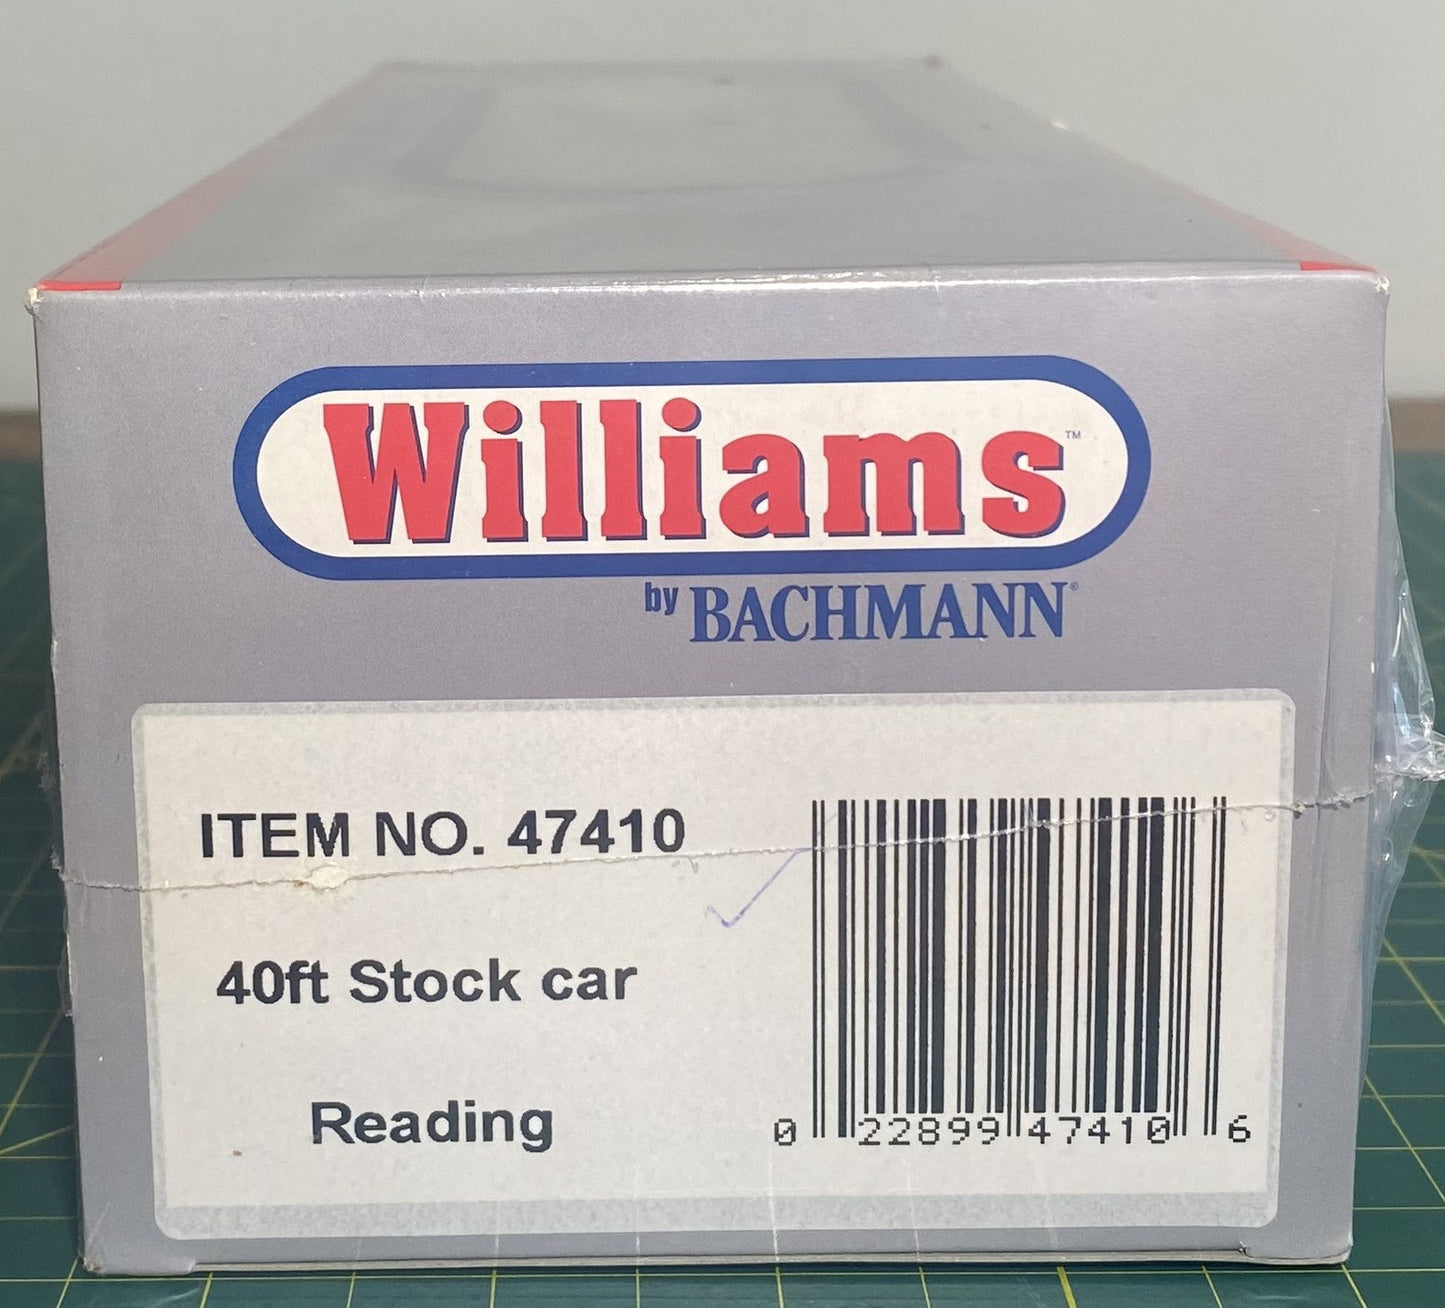 Williams™
by BACHMANN®
ITEM NO. 47410
40ft Stock car
Reading
0 22899 47410 6